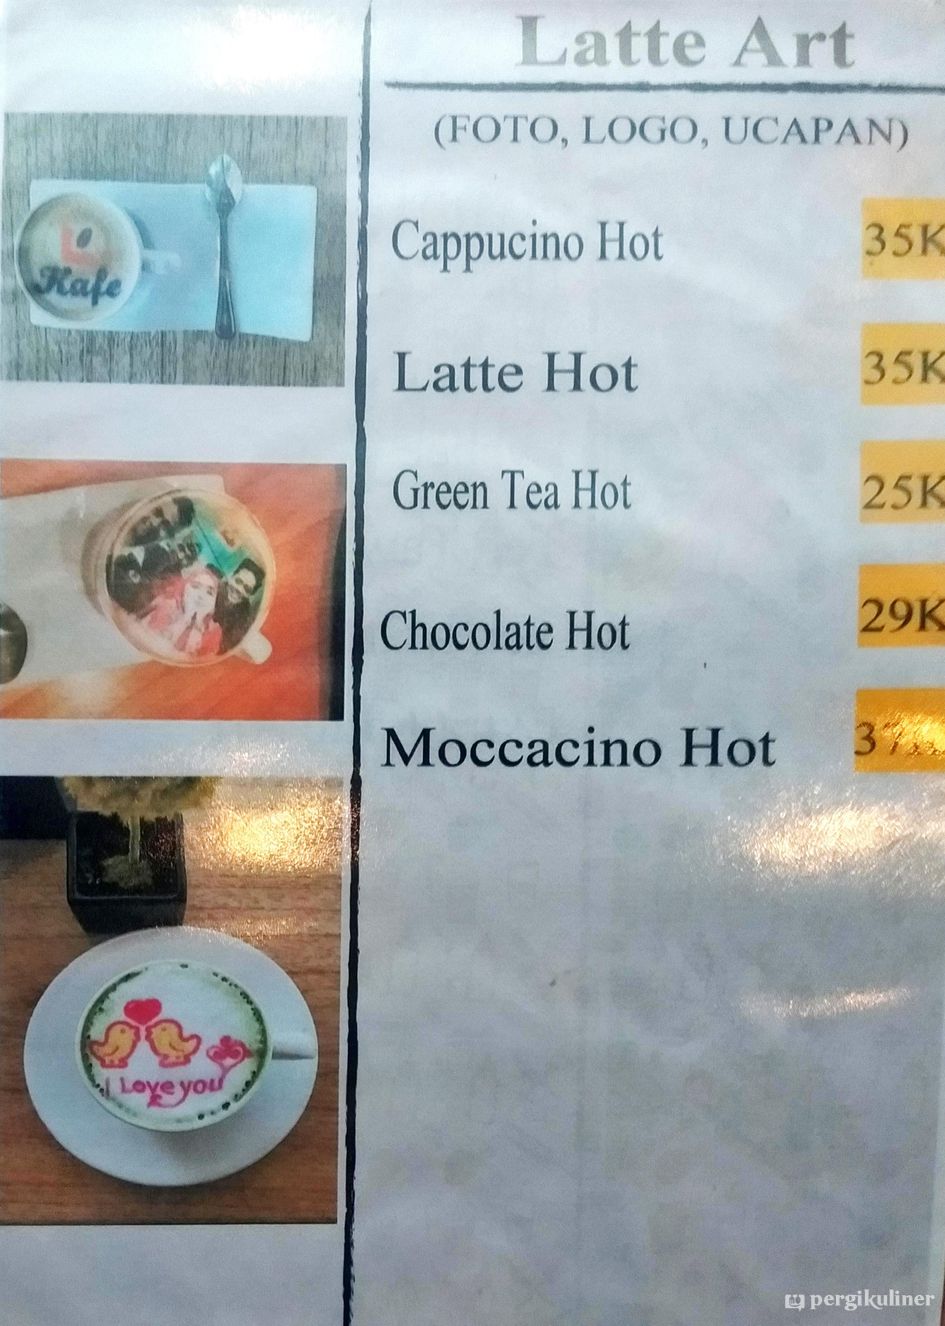 Latte Art
(FOTO, LOGO, UCAPAN)
Cappucino Hot 35K
Latte Hot 35K
Green Tea Hot 25K
Chocolate Hot 29K
Moccacino Hot 37K
Kafe
I Love you
pergikuliner